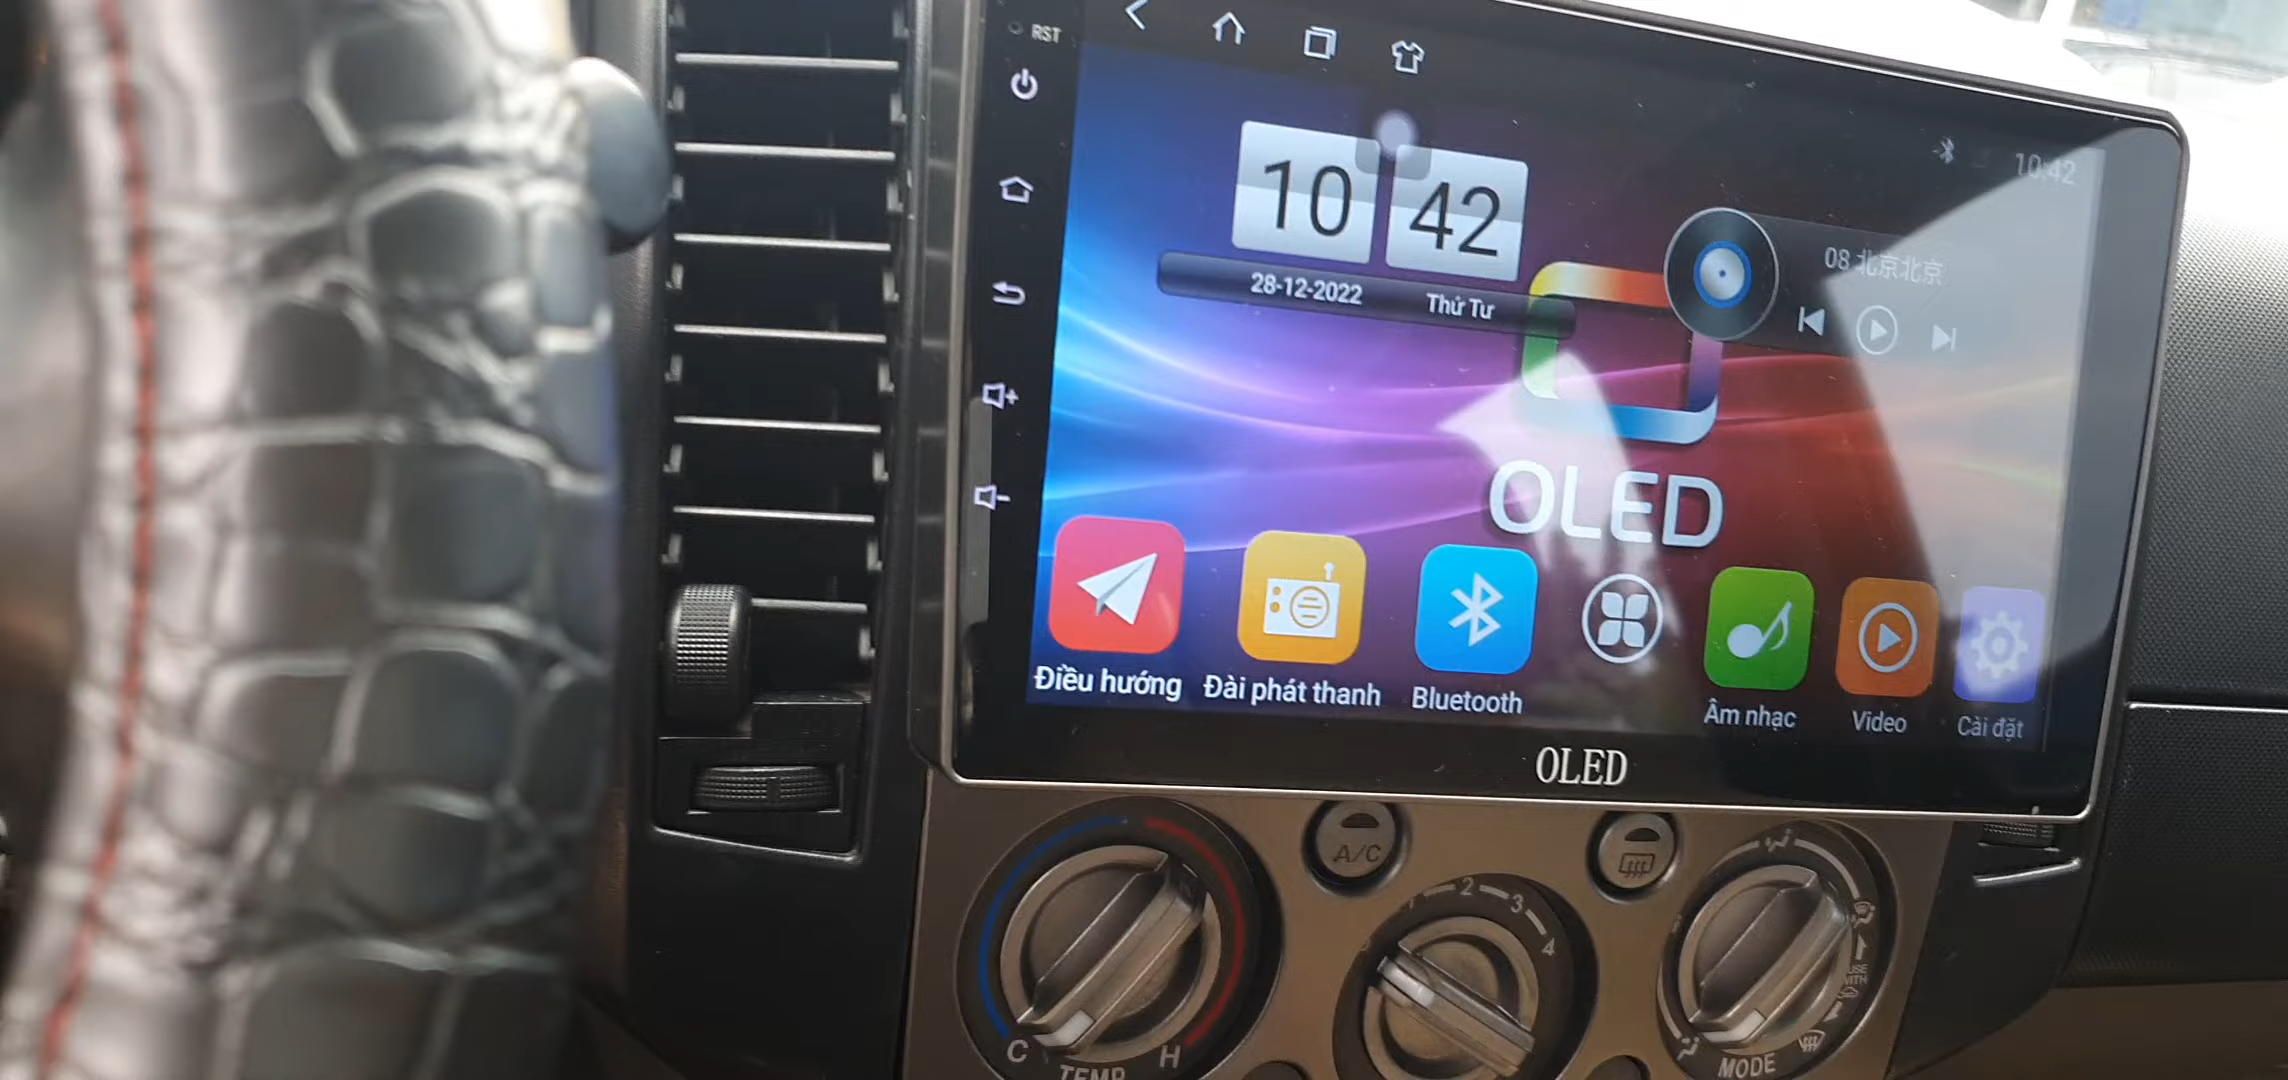 RST
10:42
10 42
28-12-2022 Thứ Tư
08 北京北京
OLED
Điều hướng Đài phát thanh Bluetooth Âm nhạc Video Cài đặt
OLED
A/C
1 2 3 4
C H
TEMP
MODE